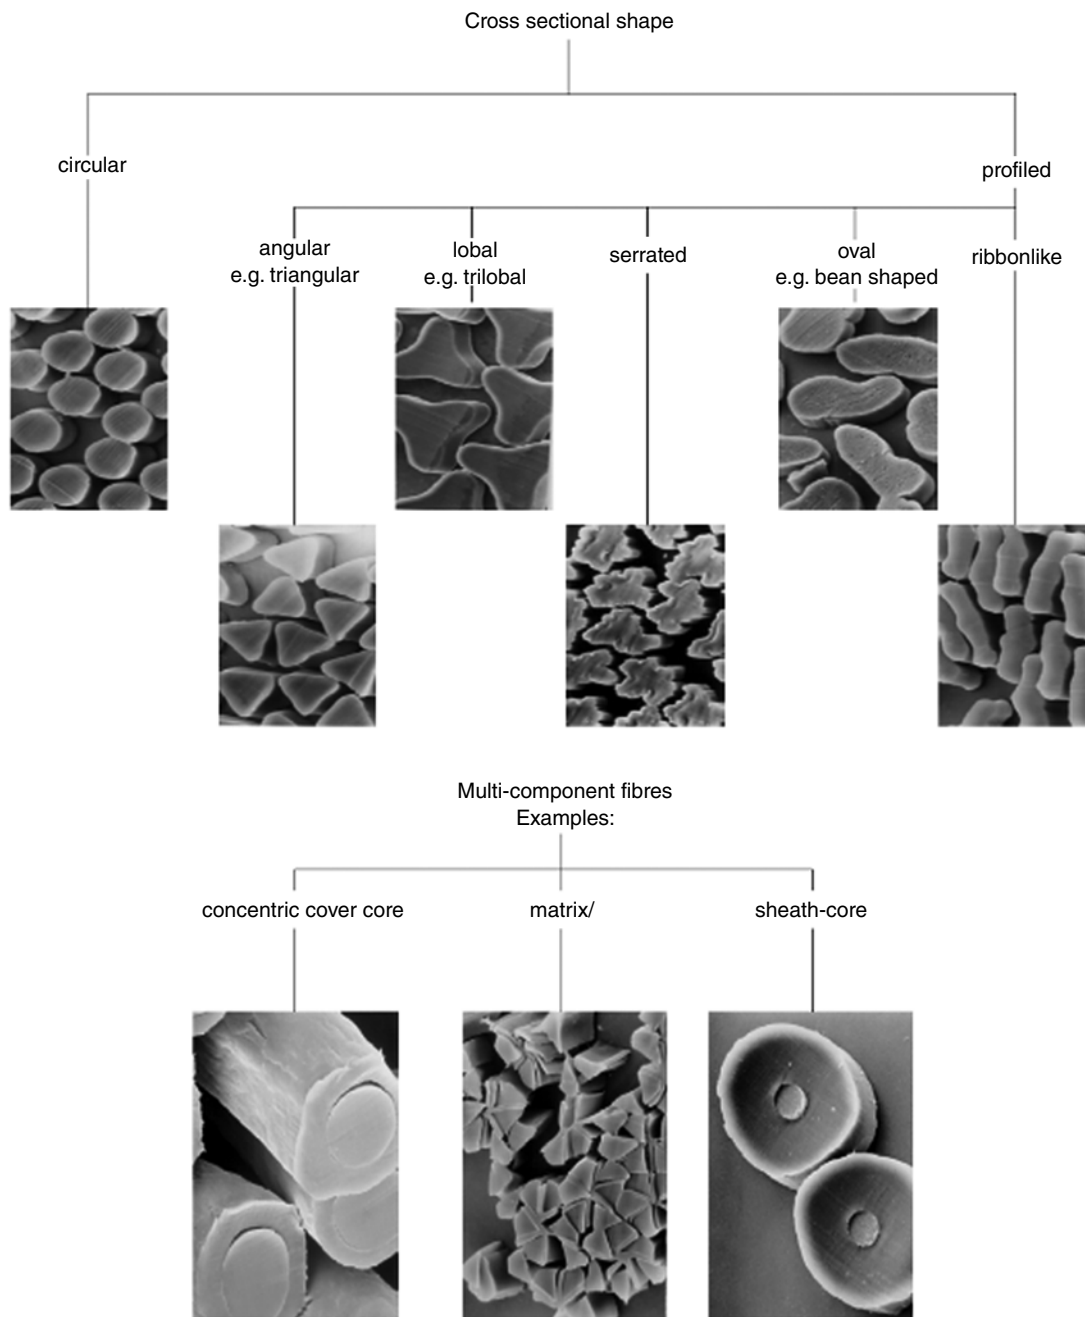 Cross sectional shape
circular
profiled
angular
e.g. triangular
lobal
e.g. trilobal
serrated
oval
e.g. bean shaped
ribbonlike
Multi-component fibres
Examples:
concentric cover core
matrix/
sheath-core